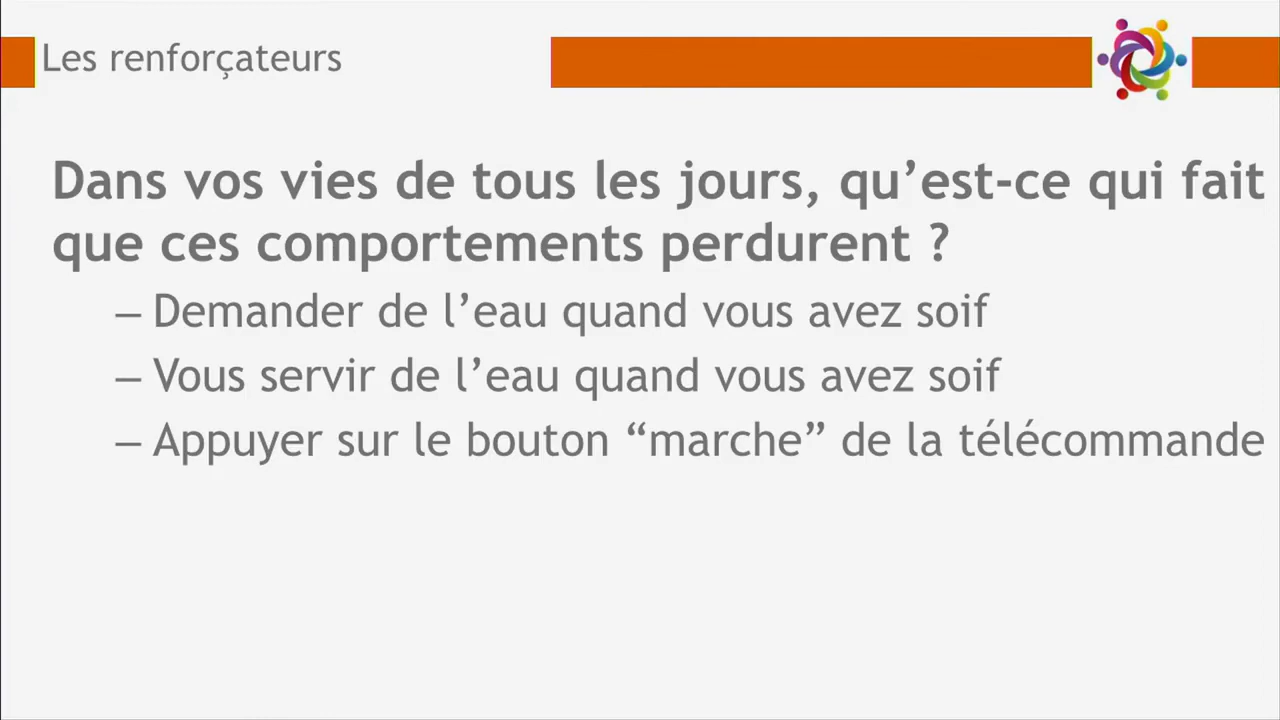 Les renforçateurs
Dans vos vies de tous les jours, qu’est-ce qui fait
que ces comportements perdurent ?
– Demander de l’eau quand vous avez soif
– Vous servir de l’eau quand vous avez soif
– Appuyer sur le bouton “marche” de la télécommande